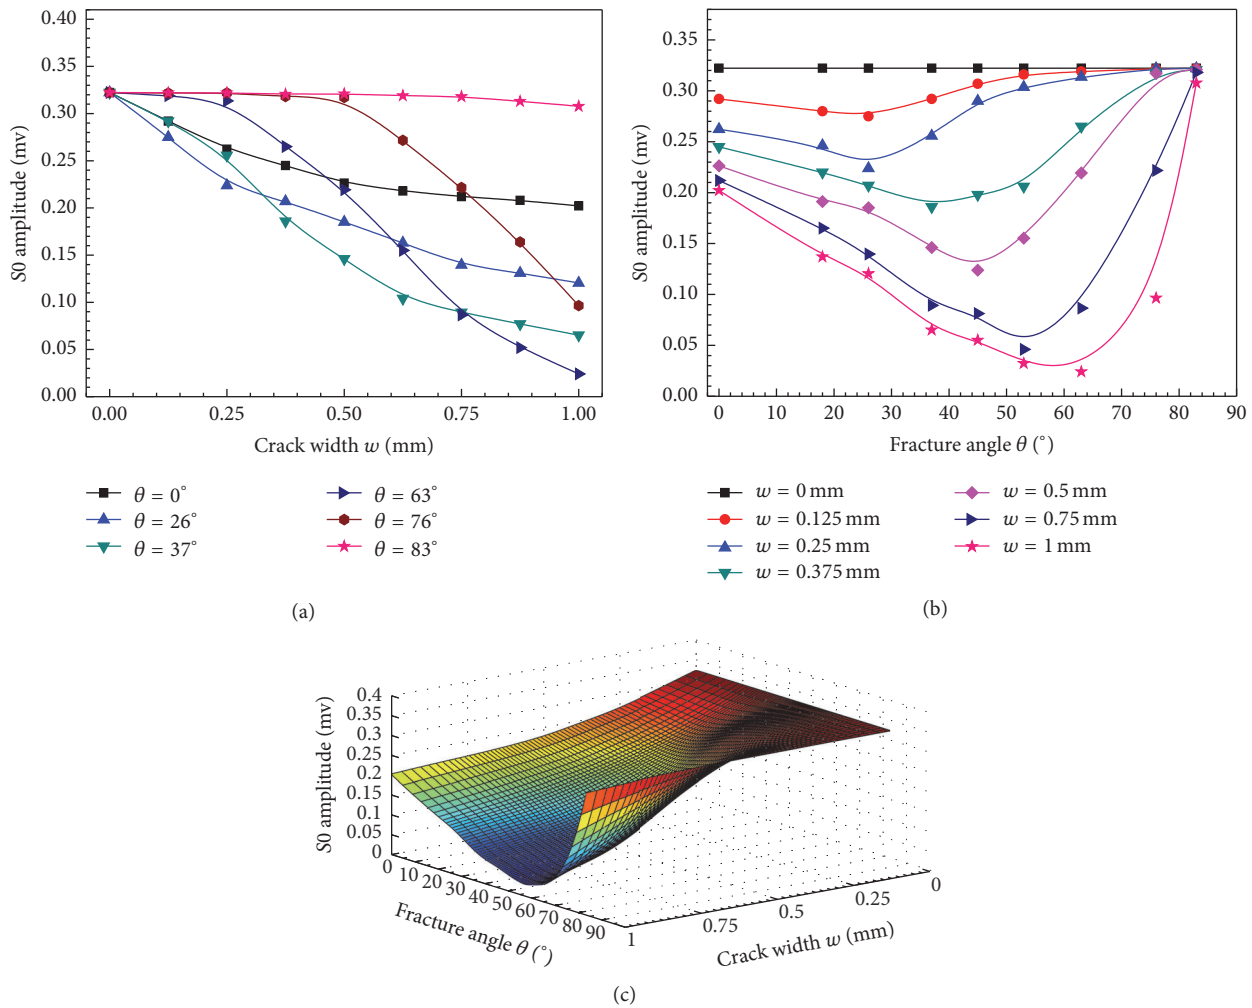 0.40
0.35
0.30
0.25
0.20
0.15
0.10
0.05
0.00
S0 amplitude (mv)
0.00 0.25 0.50 0.75 1.00
Crack width w (mm)
θ = 0°
θ = 26°
θ = 37°
θ = 63°
θ = 76°
θ = 83°
(a)
0.35
0.30
0.25
0.20
0.15
0.10
0.05
0.00
S0 amplitude (mv)
0 10 20 30 40 50 60 70 80 90
Fracture angle θ (°)
w = 0 mm
w = 0.125 mm
w = 0.25 mm
w = 0.375 mm
w = 0.5 mm
w = 0.75 mm
w = 1 mm
(b)
0.4
0.35
0.3
0.25
0.2
0.15
0.1
0.05
0
S0 amplitude (mv)
0 10 20 30 40 50 60 70 80 90
Fracture angle θ (°)
1 0.75 0.5 0.25 0
Crack width w (mm)
(c)